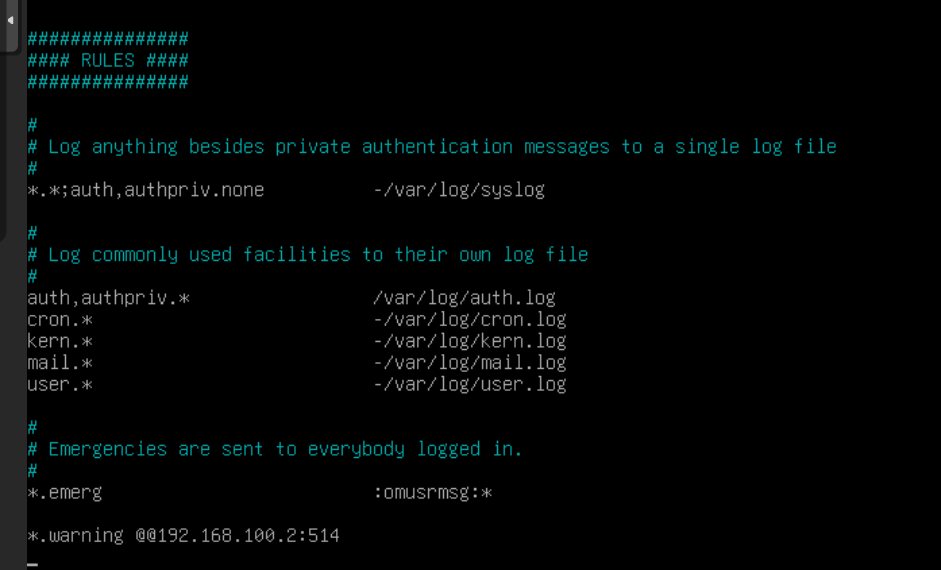 ###############
#### RULES ####
###############
#
# Log anything besides private authentication messages to a single log file
#
*.*;auth,authpriv.none -/var/log/syslog
#
# Log commonly used facilities to their own log file
#
auth,authpriv.* /var/log/auth.log
cron.* -/var/log/cron.log
kern.* -/var/log/kern.log
mail.* -/var/log/mail.log
user.* -/var/log/user.log
#
# Emergencies are sent to everybody logged in.
#
*.emerg :omusrmsg:*
*.warning @@192.168.100.2:514